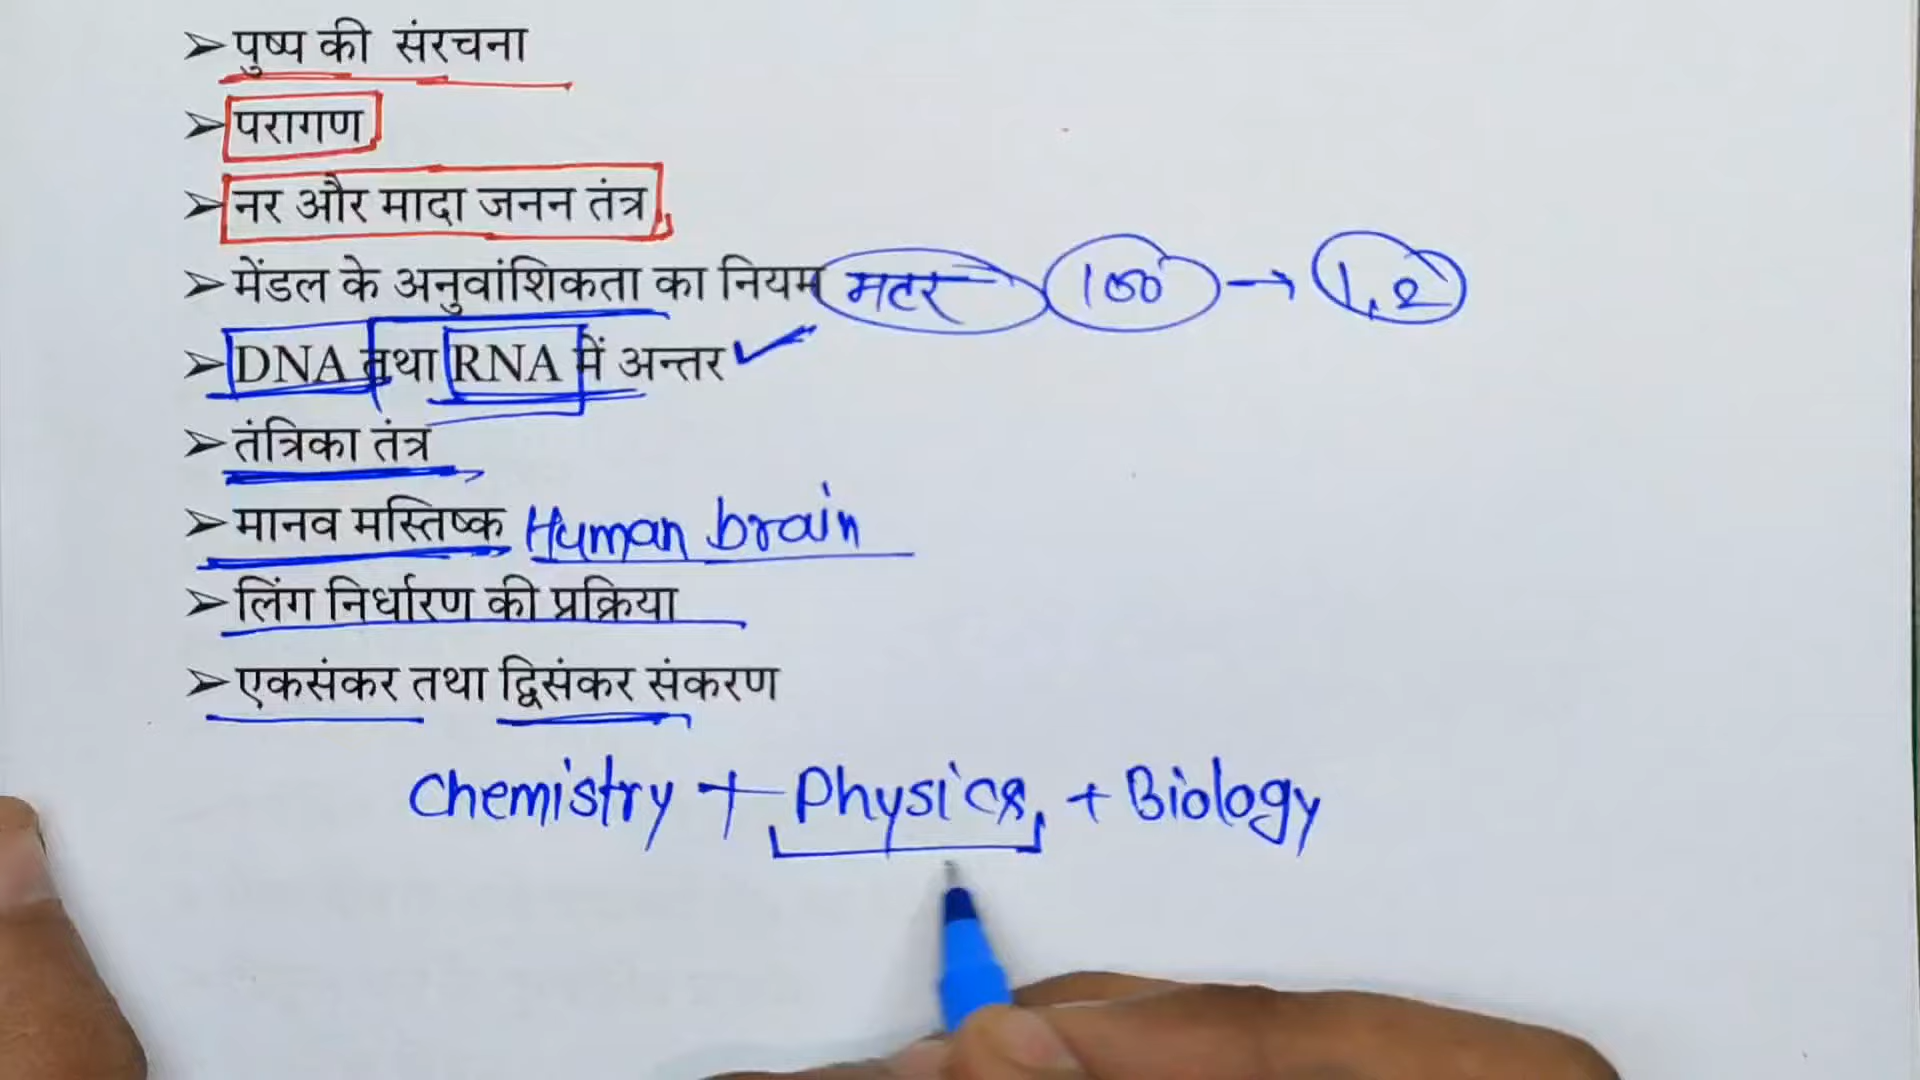 ➢पुष्प की संरचना
➢परागण
➢नर और मादा जनन तंत्र
➢मेंडल के अनुवांशिकता का नियम मटर 100 → 1, 2
➢DNA तथा RNA में अन्तर ✓
➢तंत्रिका तंत्र
➢मानव मस्तिष्क Human brain
➢लिंग निर्धारण की प्रक्रिया
➢एकसंकर तथा द्विसंकर संकरण
Chemistry + Physics + Biology